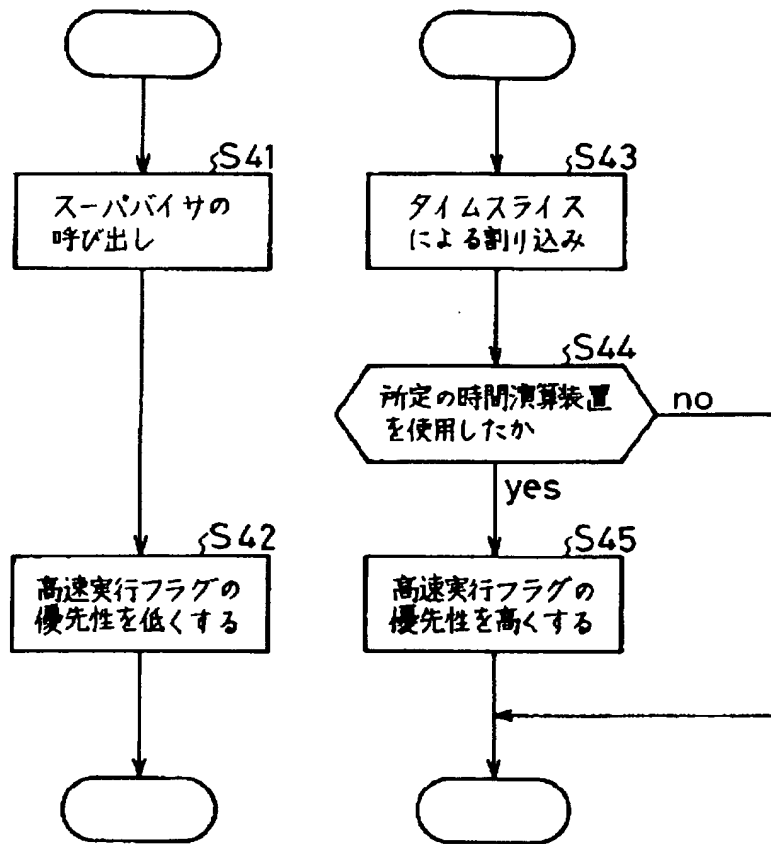 S41
スーパバイサの
呼び出し
S42
高速実行フラグの
優先性を低くする
S43
タイムスライス
による割り込み
S44
所定の時間演算装置
を使用したか
no
yes
S45
高速実行フラグの
優先性を高くする